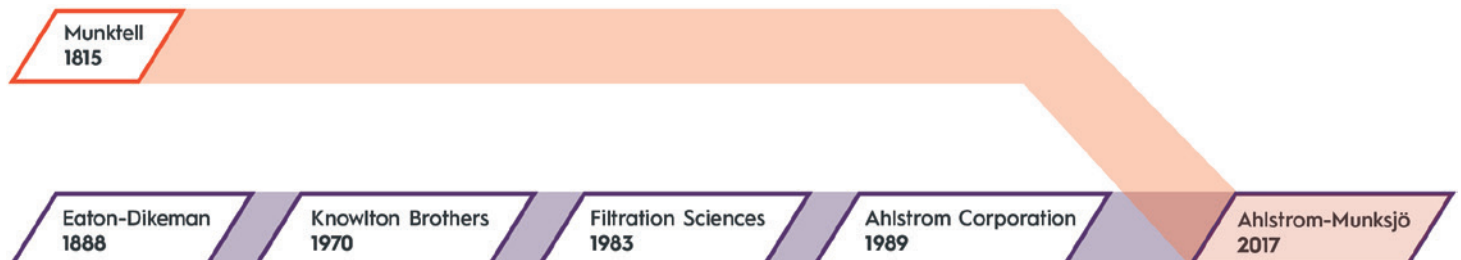 Munktell
1815
Eaton-Dikeman
1888
Knowlton Brothers
1970
Filtration Sciences
1983
Ahlstrom Corporation
1989
Ahlstrom-Munksjö
2017